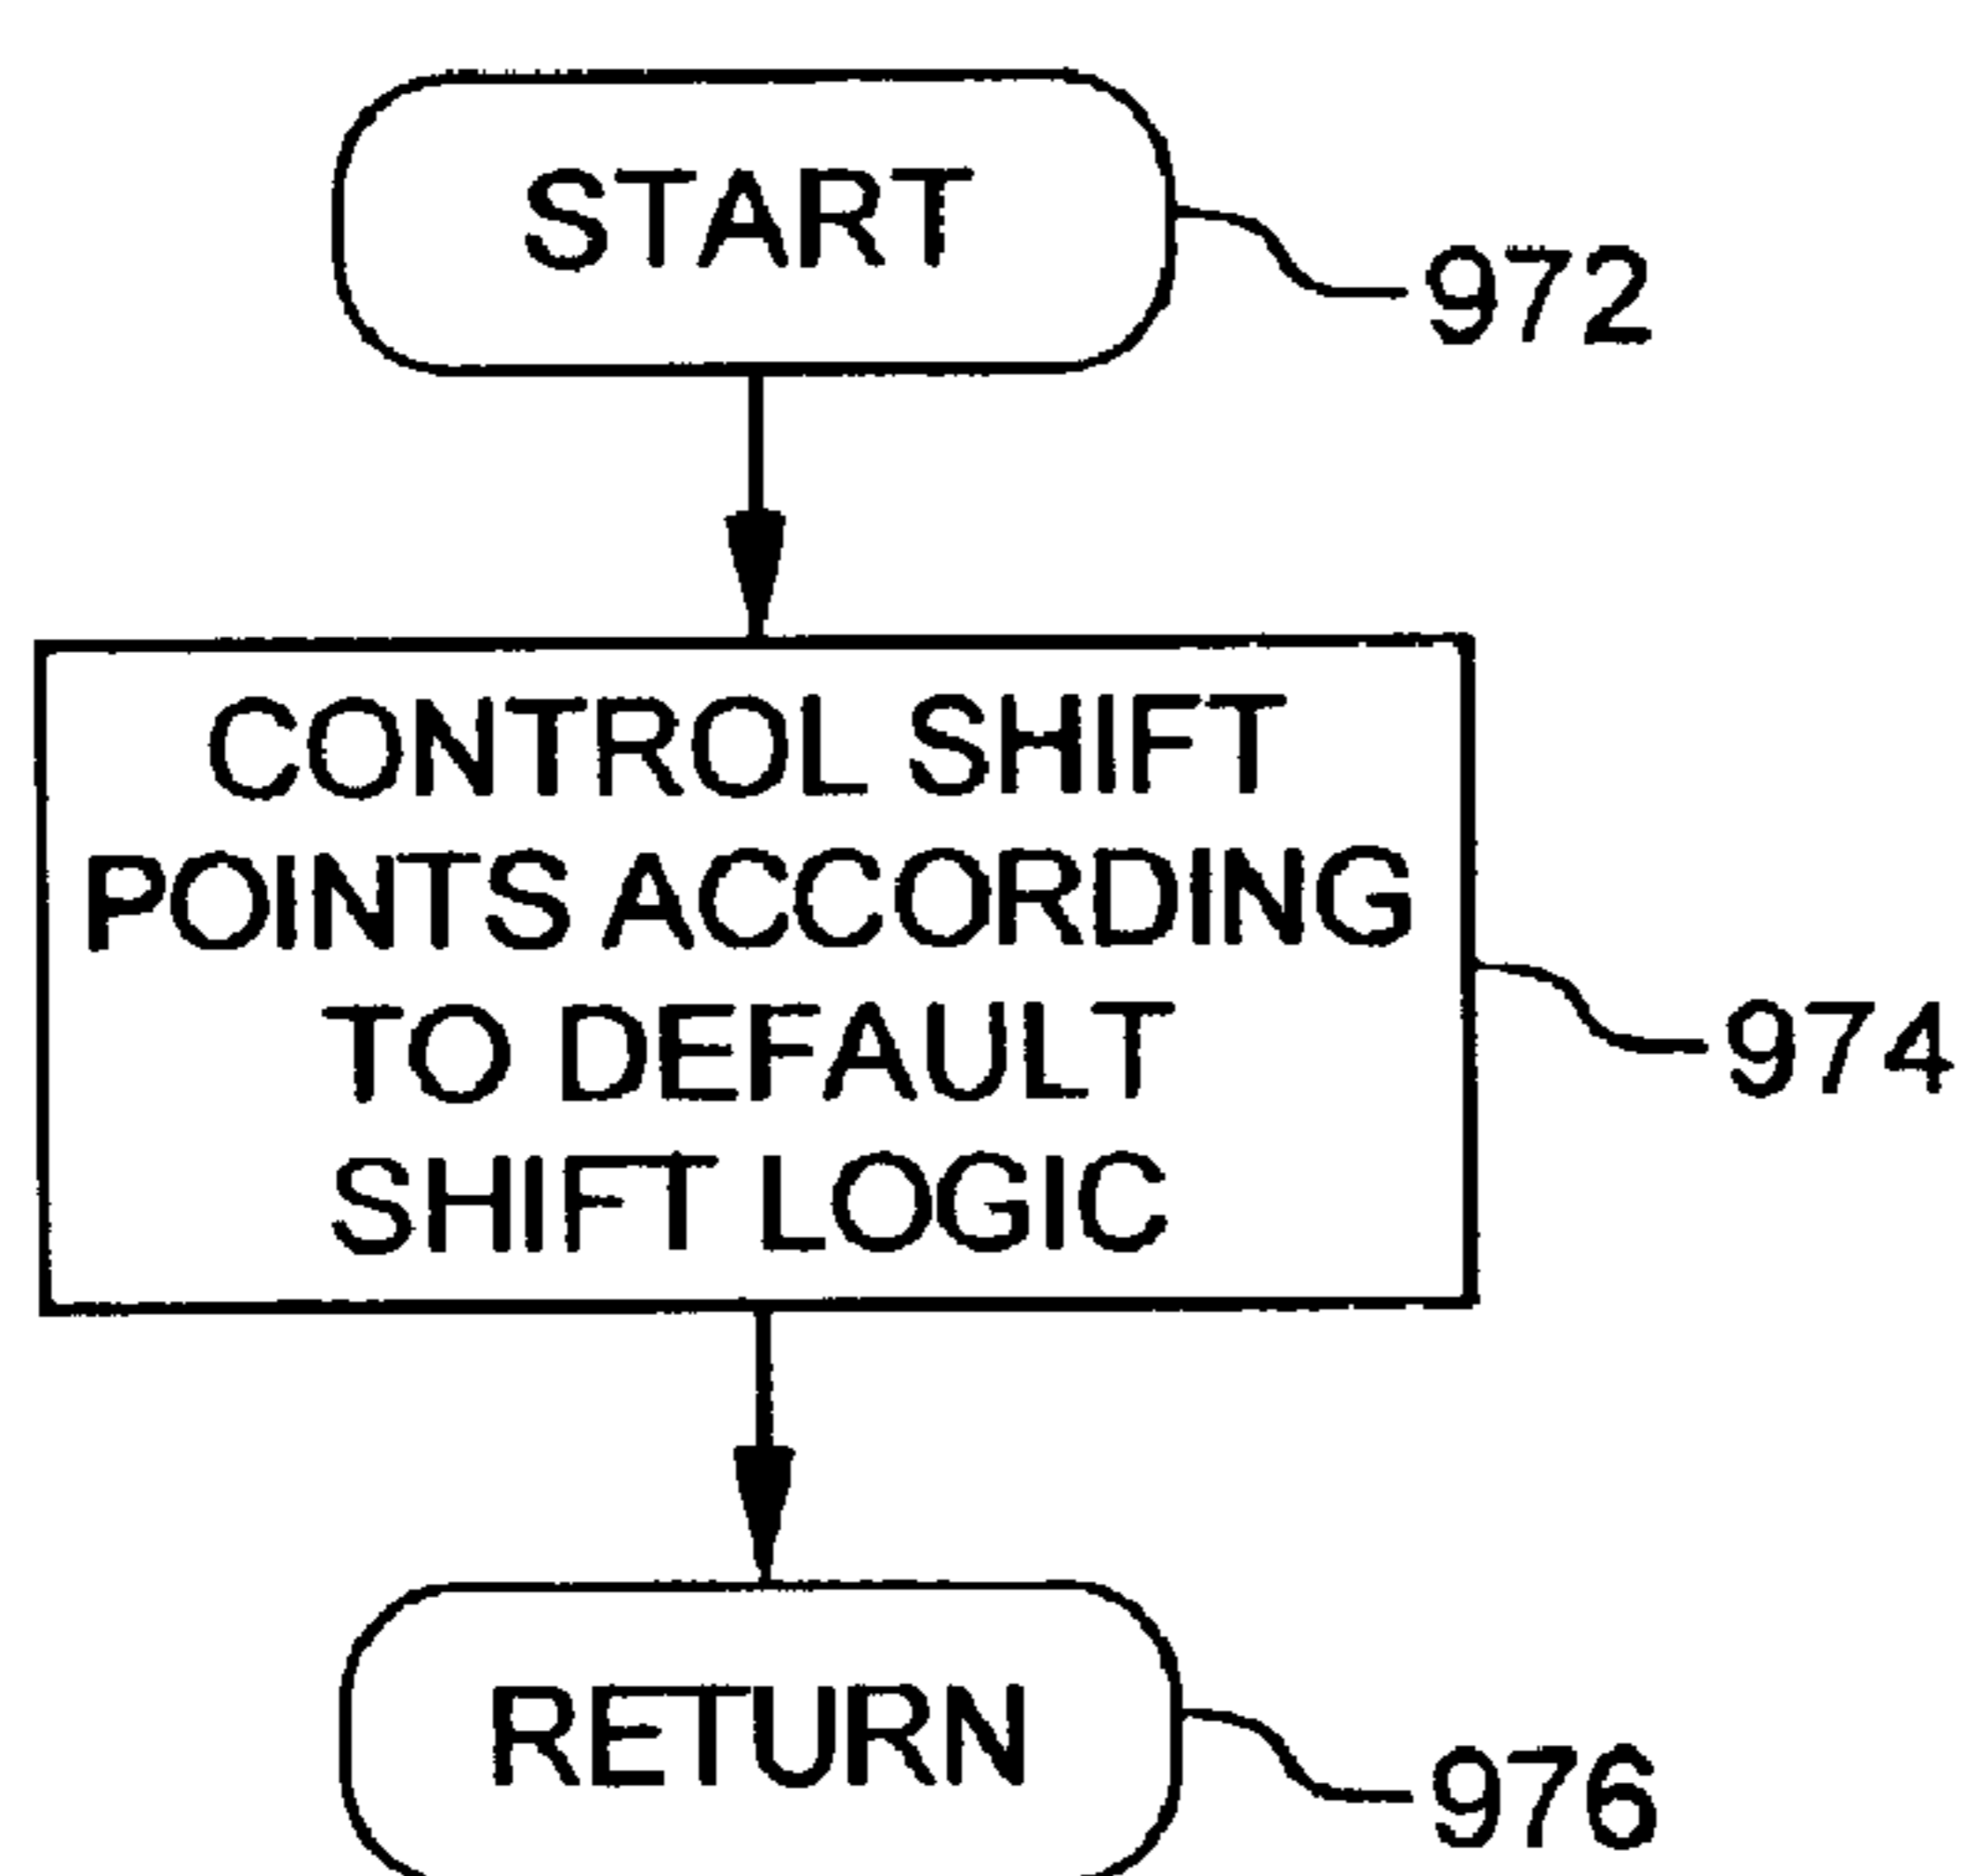 START
972
CONTROL SHIFT
POINTS ACCORDING
TO DEFAULT
SHIFT LOGIC
974
RETURN
976